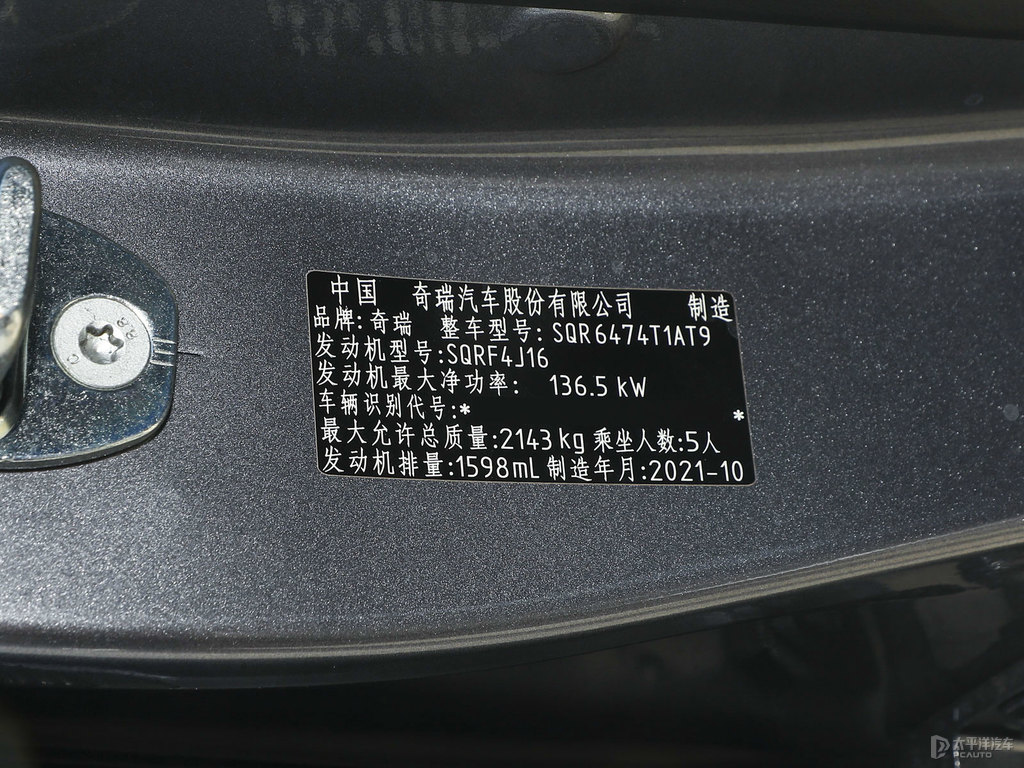 中国 奇瑞汽车股份有限公司 制造
品牌:奇瑞 整车型号:SQR6474T1AT9
发动机型号:SQRF4J16
发动机最大净功率: 136.5 kW
车辆识别代号:* *
最大允许总质量:2143kg 乘坐人数:5人
发动机排量:1598mL 制造年月:2021-10
太平洋汽车
PCAUTO